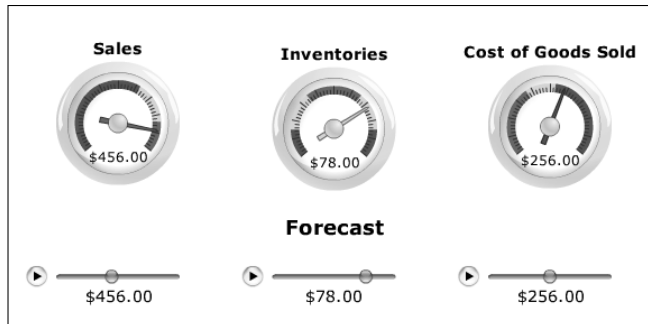 Sales
Inventories
Cost of Goods Sold
$456.00
$78.00
$256.00
Forecast
$456.00
$78.00
$256.00